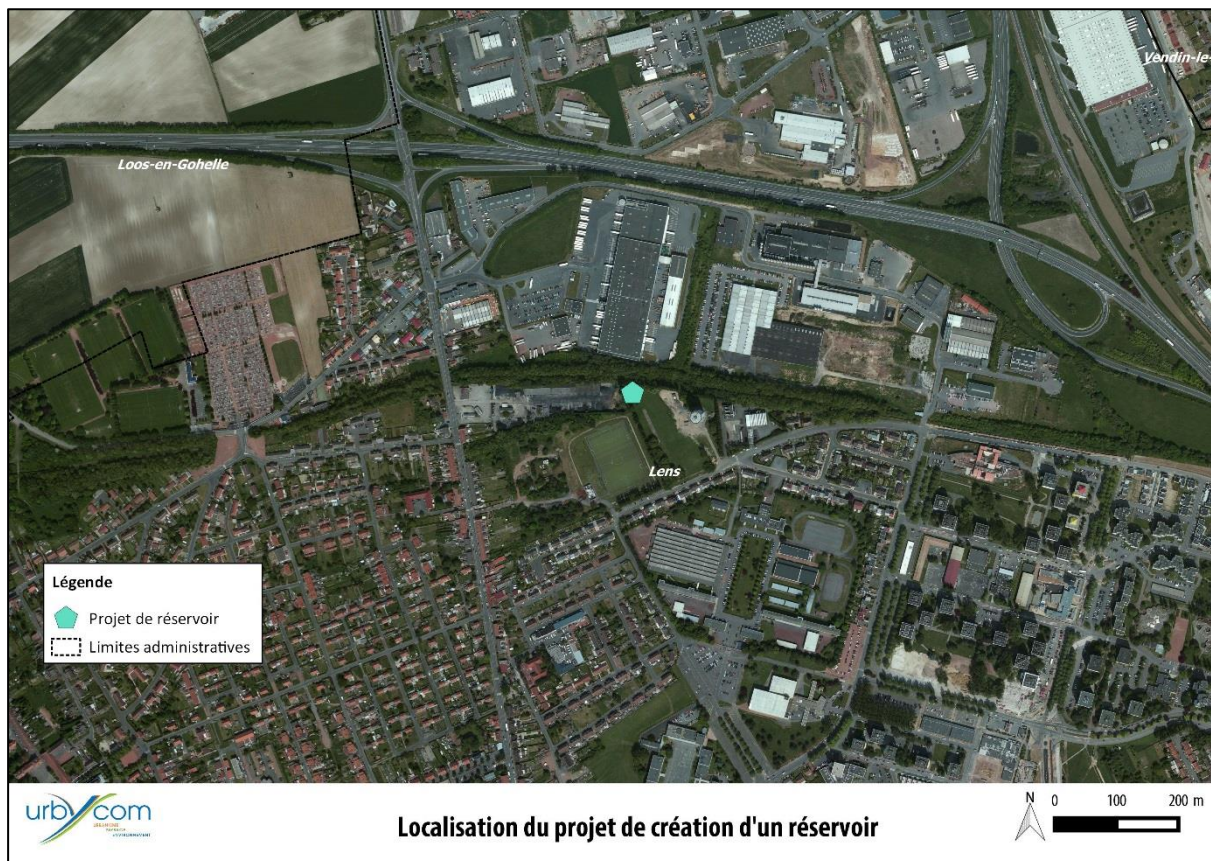 Vendin-le-
Loos-en-Gohelle
Lens
Légende
Projet de réservoir
Limites administratives
urbycom
Localisation du projet de création d'un réservoir
N
0 100 200 m